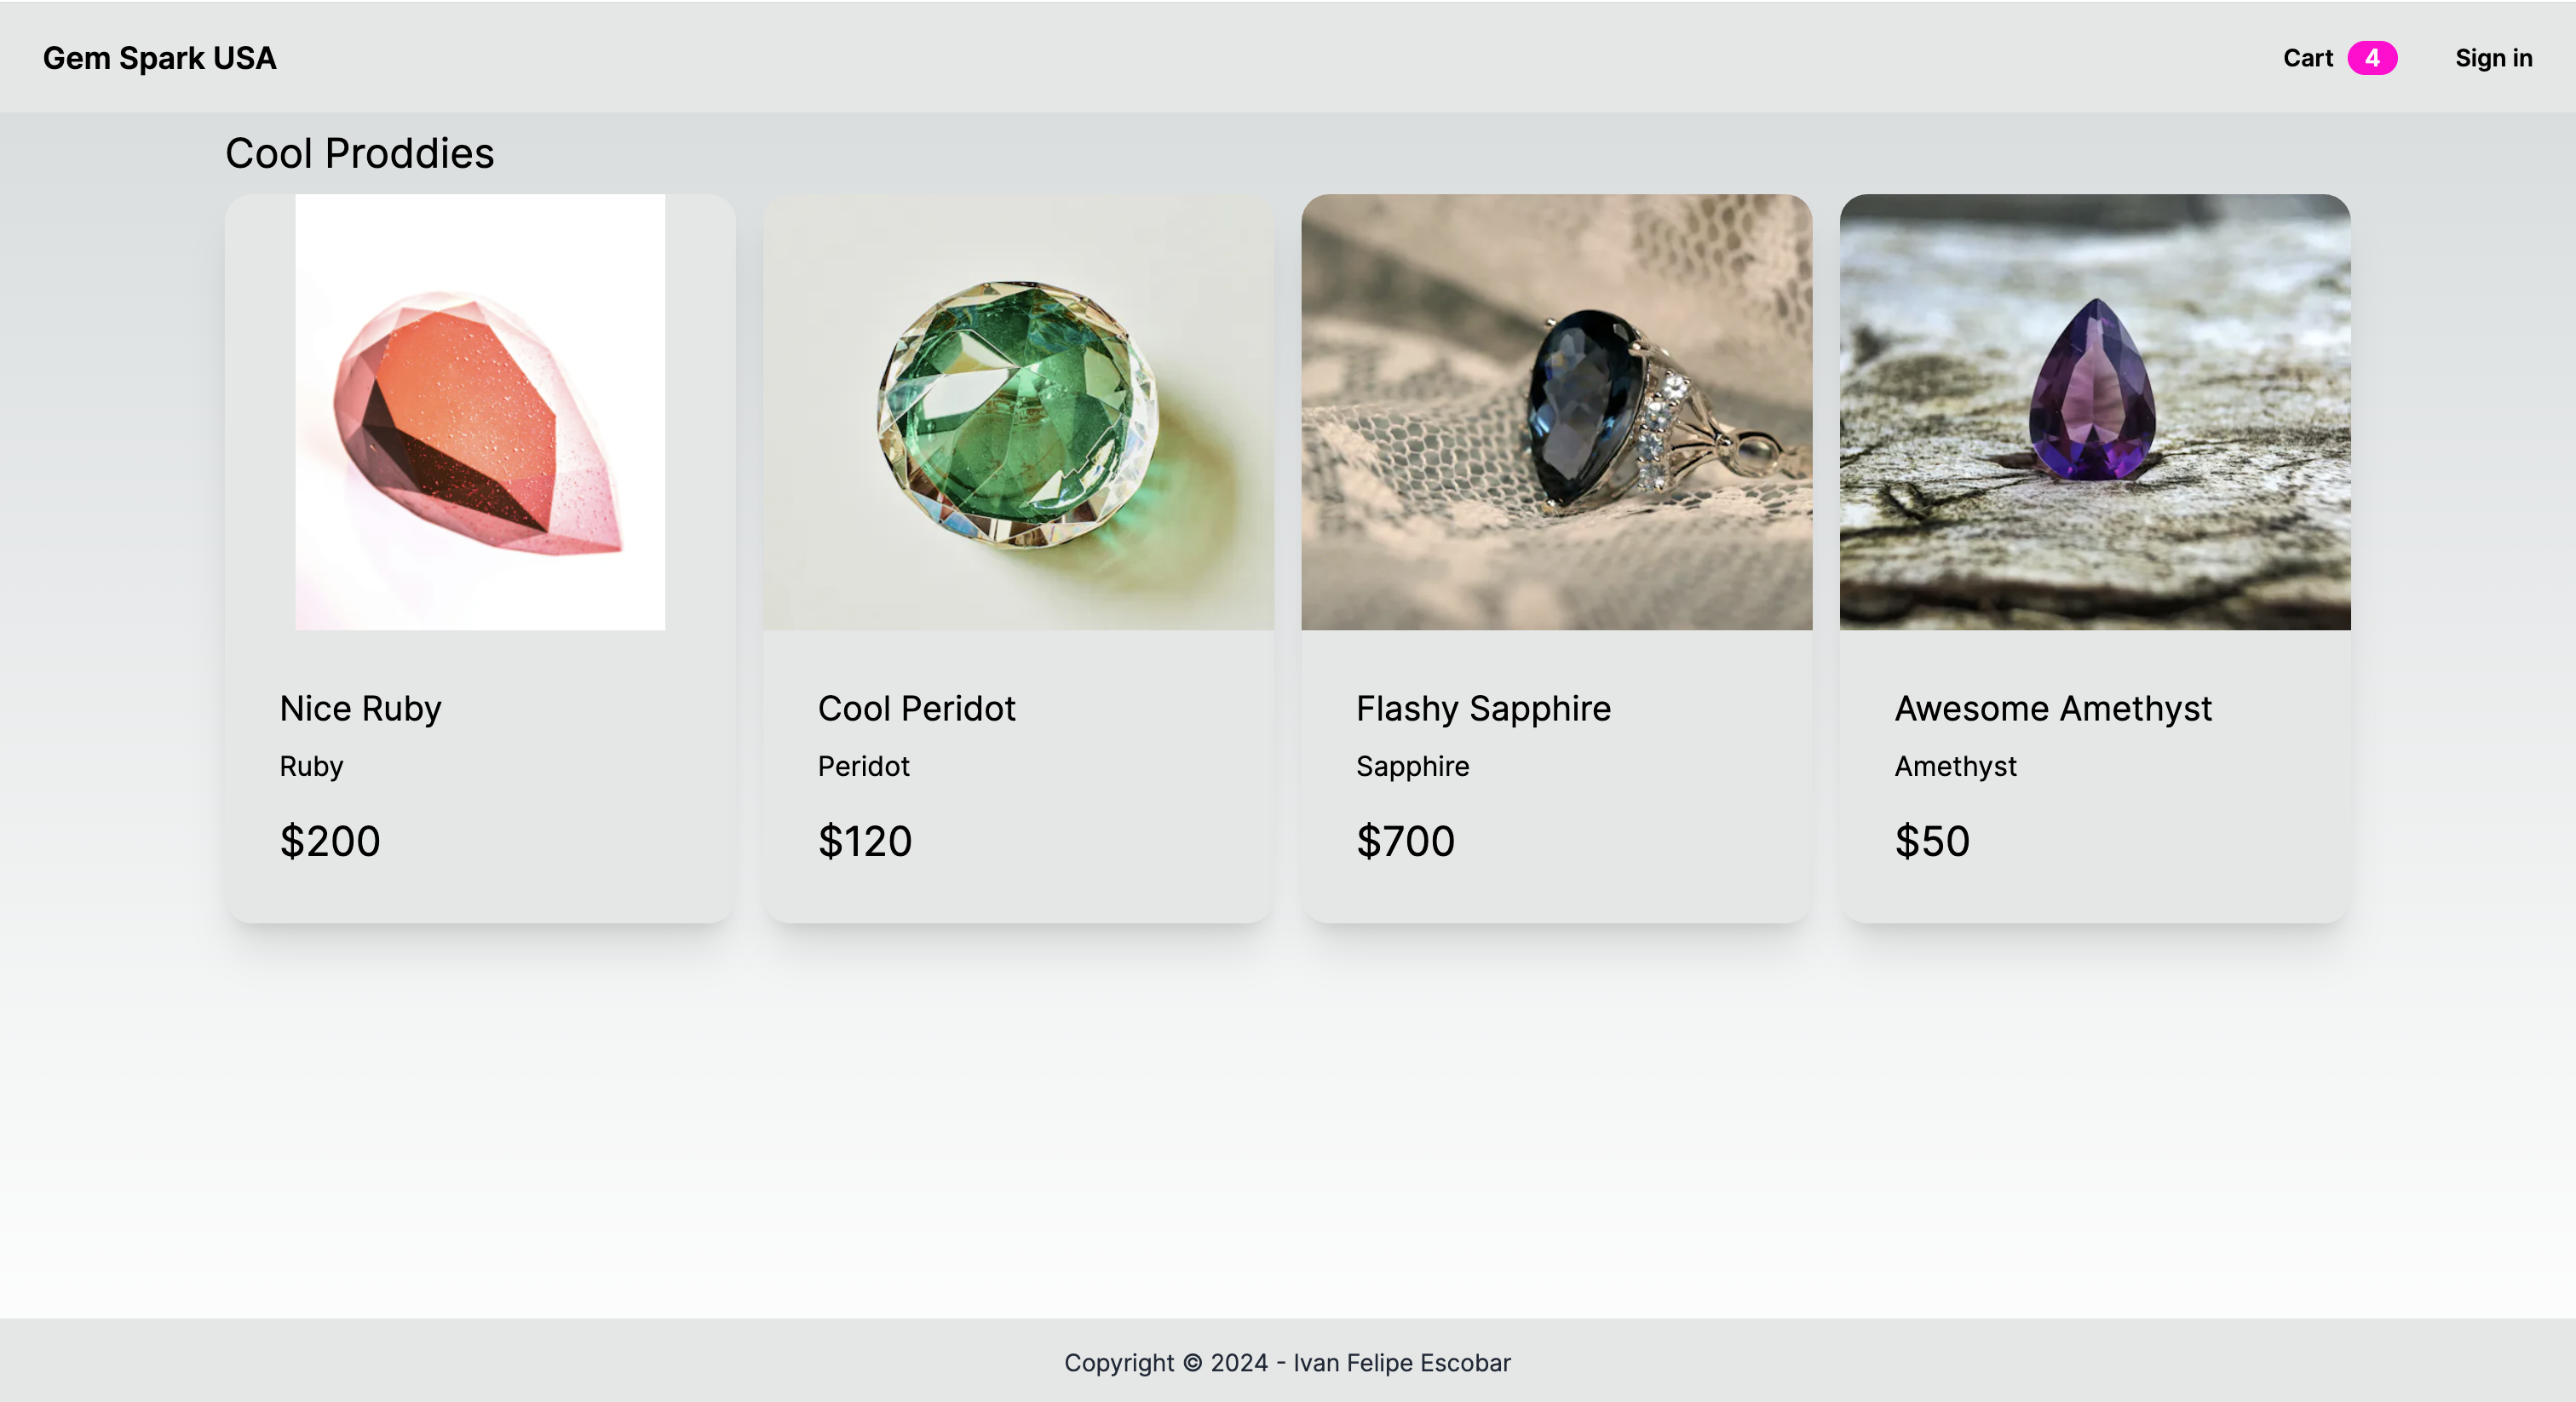 Gem Spark USA
Cart 4 Sign in
Cool Proddies
Nice Ruby
Ruby
$200
Cool Peridot
Peridot
$120
Flashy Sapphire
Sapphire
$700
Awesome Amethyst
Amethyst
$50
Copyright © 2024 - Ivan Felipe Escobar